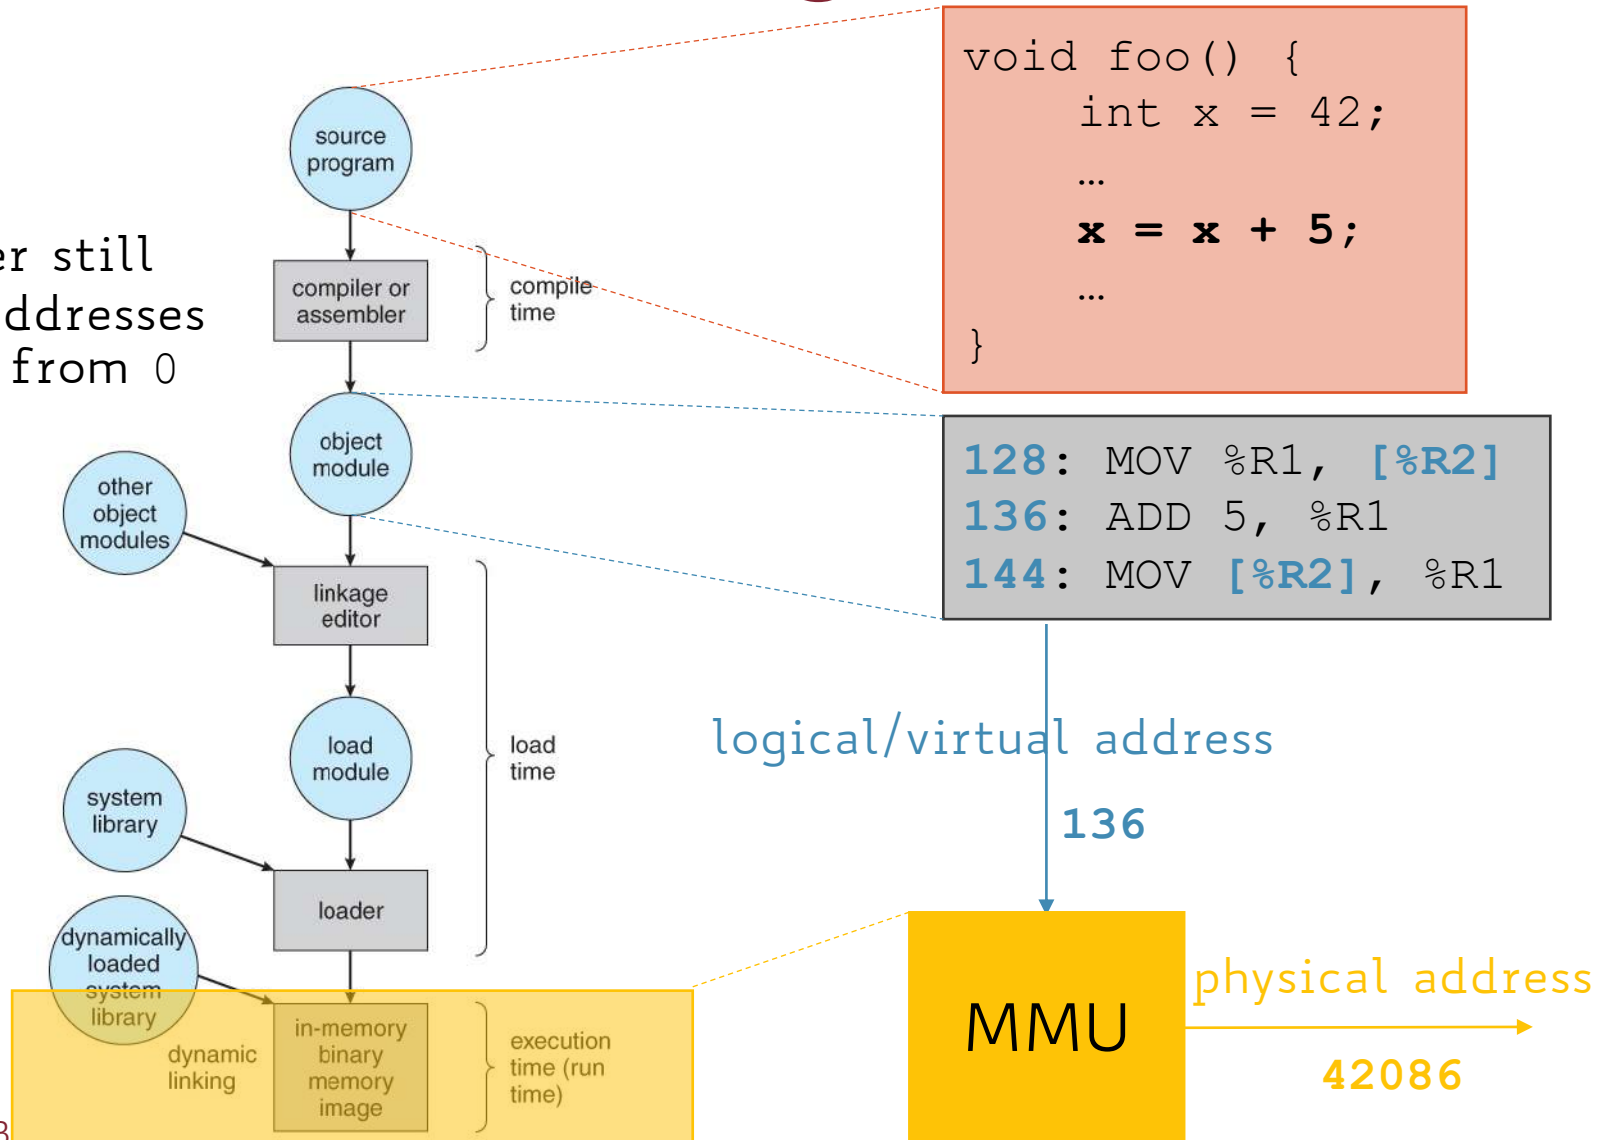 er still
ddresses
from 0
source
program
compiler or
assembler
compile
time
object
module
other
object
modules
linkage
editor
load
module
load
time
system
library
loader
dynamically
loaded
system
library
dynamic
linking
in-memory
binary
memory
image
execution
time (run
time)
void foo() {
int x = 42;
…
x = x + 5;
…
}
128: MOV %R1, [%R2]
136: ADD 5, %R1
144: MOV [%R2], %R1
logical/virtual address
136
MMU
physical address
42086